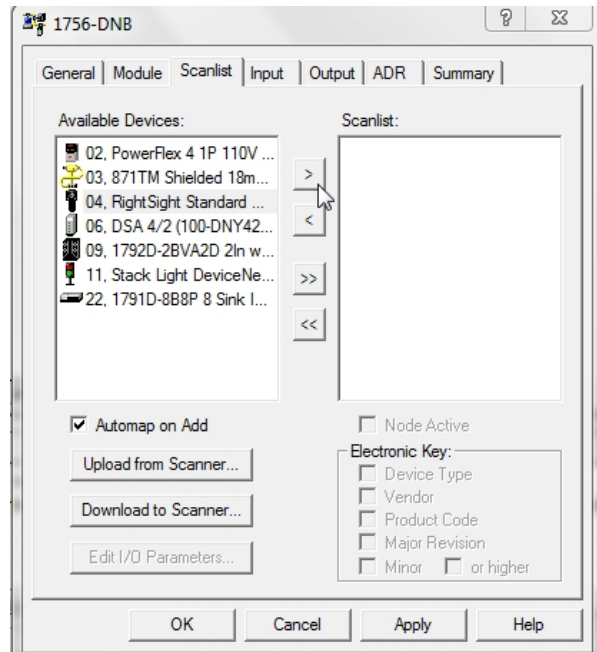 1756-DNB
General Module Scanlist Input Output ADR Summary
Available Devices:
Scanlist:
02, PowerFlex 4 1P 110V ...
03, 871TM Shielded 18m...
04, RightSight Standard ...
06, DSA 4/2 (100-DNY42...
09, 1792D-2BVA2D 2In w...
11, Stack Light DeviceNe...
22, 1791D-8B8P 8 Sink I...
>
<
>>
<<
Automap on Add
Upload from Scanner...
Download to Scanner...
Edit I/O Parameters...
Node Active
Electronic Key:
Device Type
Vendor
Product Code
Major Revision
Minor or higher
OK Cancel Apply Help